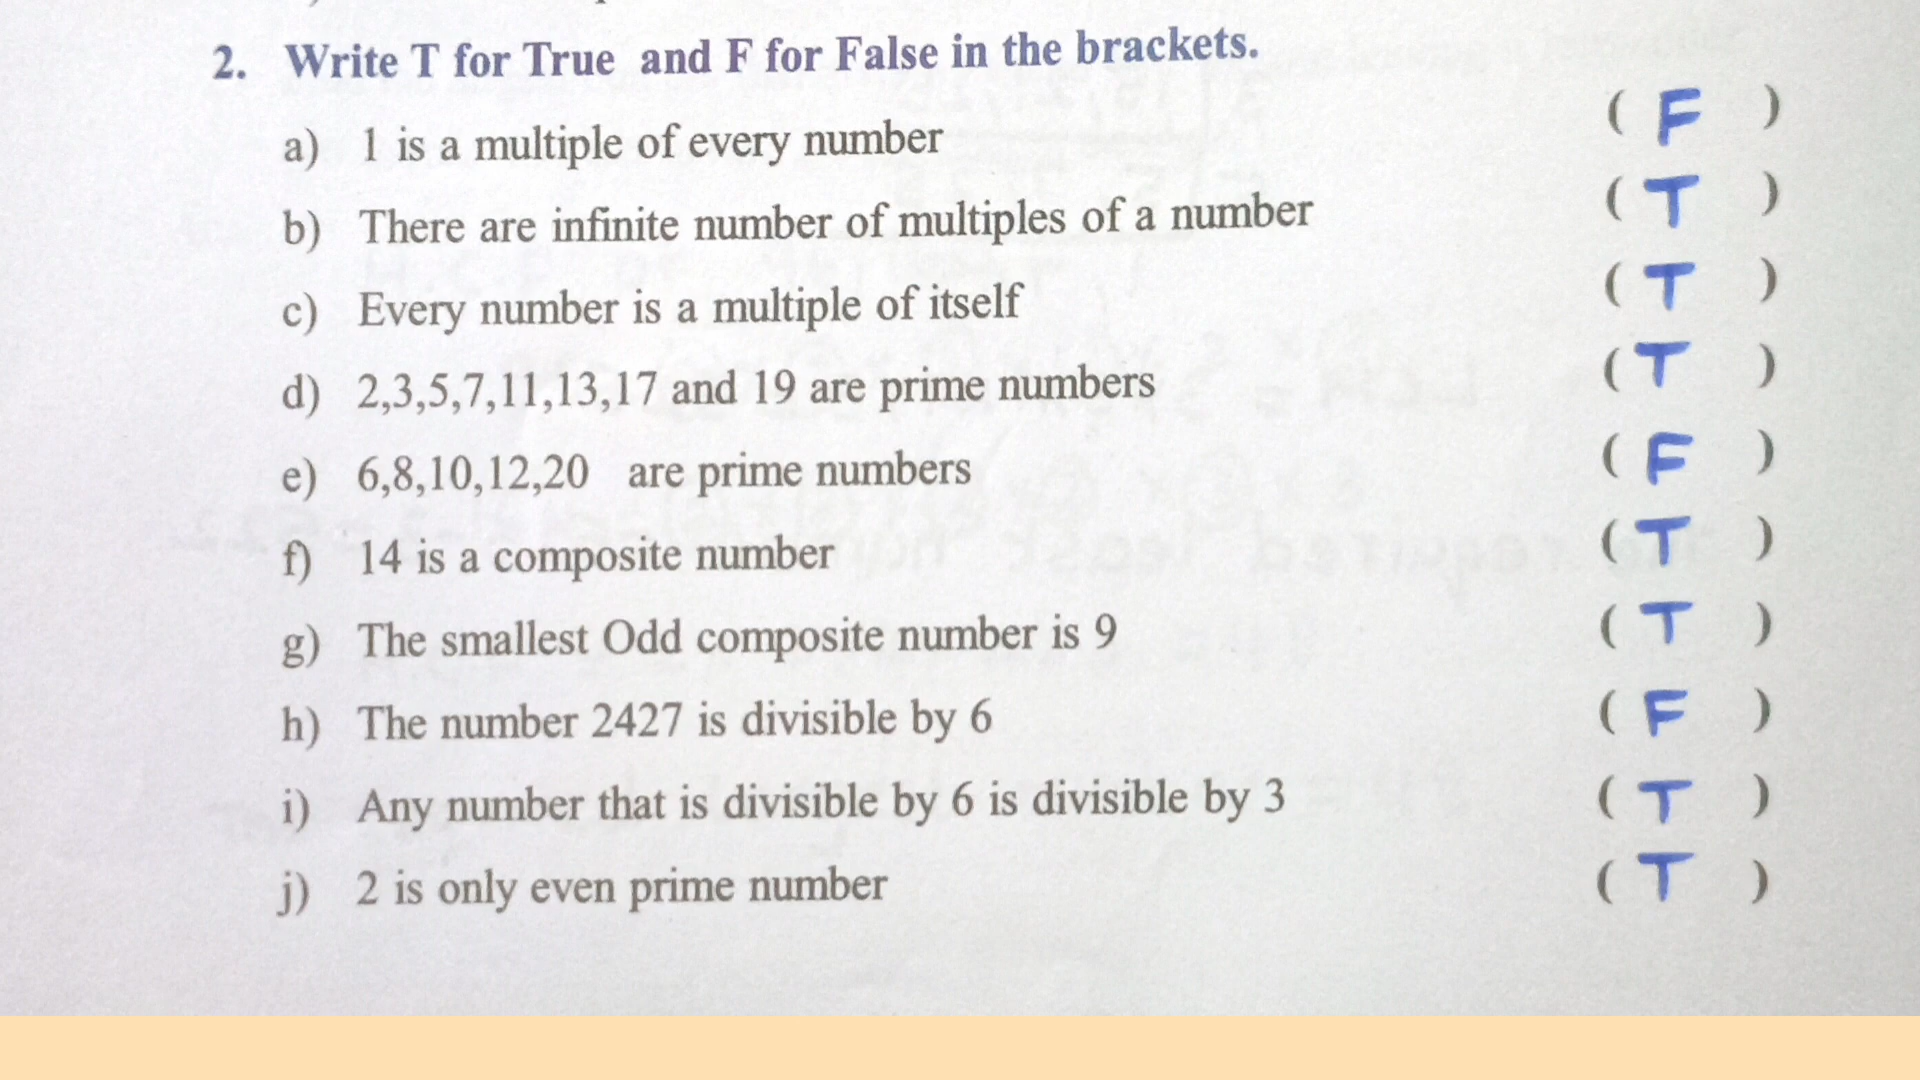 2. Write T for True and F for False in the brackets.
a) 1 is a multiple of every number ( F )
b) There are infinite number of multiples of a number ( T )
c) Every number is a multiple of itself ( T )
d) 2,3,5,7,11,13,17 and 19 are prime numbers ( T )
e) 6,8,10,12,20 are prime numbers ( F )
f) 14 is a composite number ( T )
g) The smallest Odd composite number is 9 ( T )
h) The number 2427 is divisible by 6 ( F )
i) Any number that is divisible by 6 is divisible by 3 ( T )
j) 2 is only even prime number ( T )